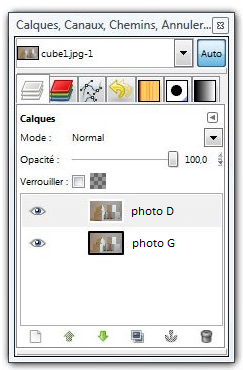 Calques, Canaux, Chemins, Annuler...
cube1.jpg-1
Auto
Calques
Mode : Normal
Opacité : 100,0
Verrouiller :
photo D
photo G